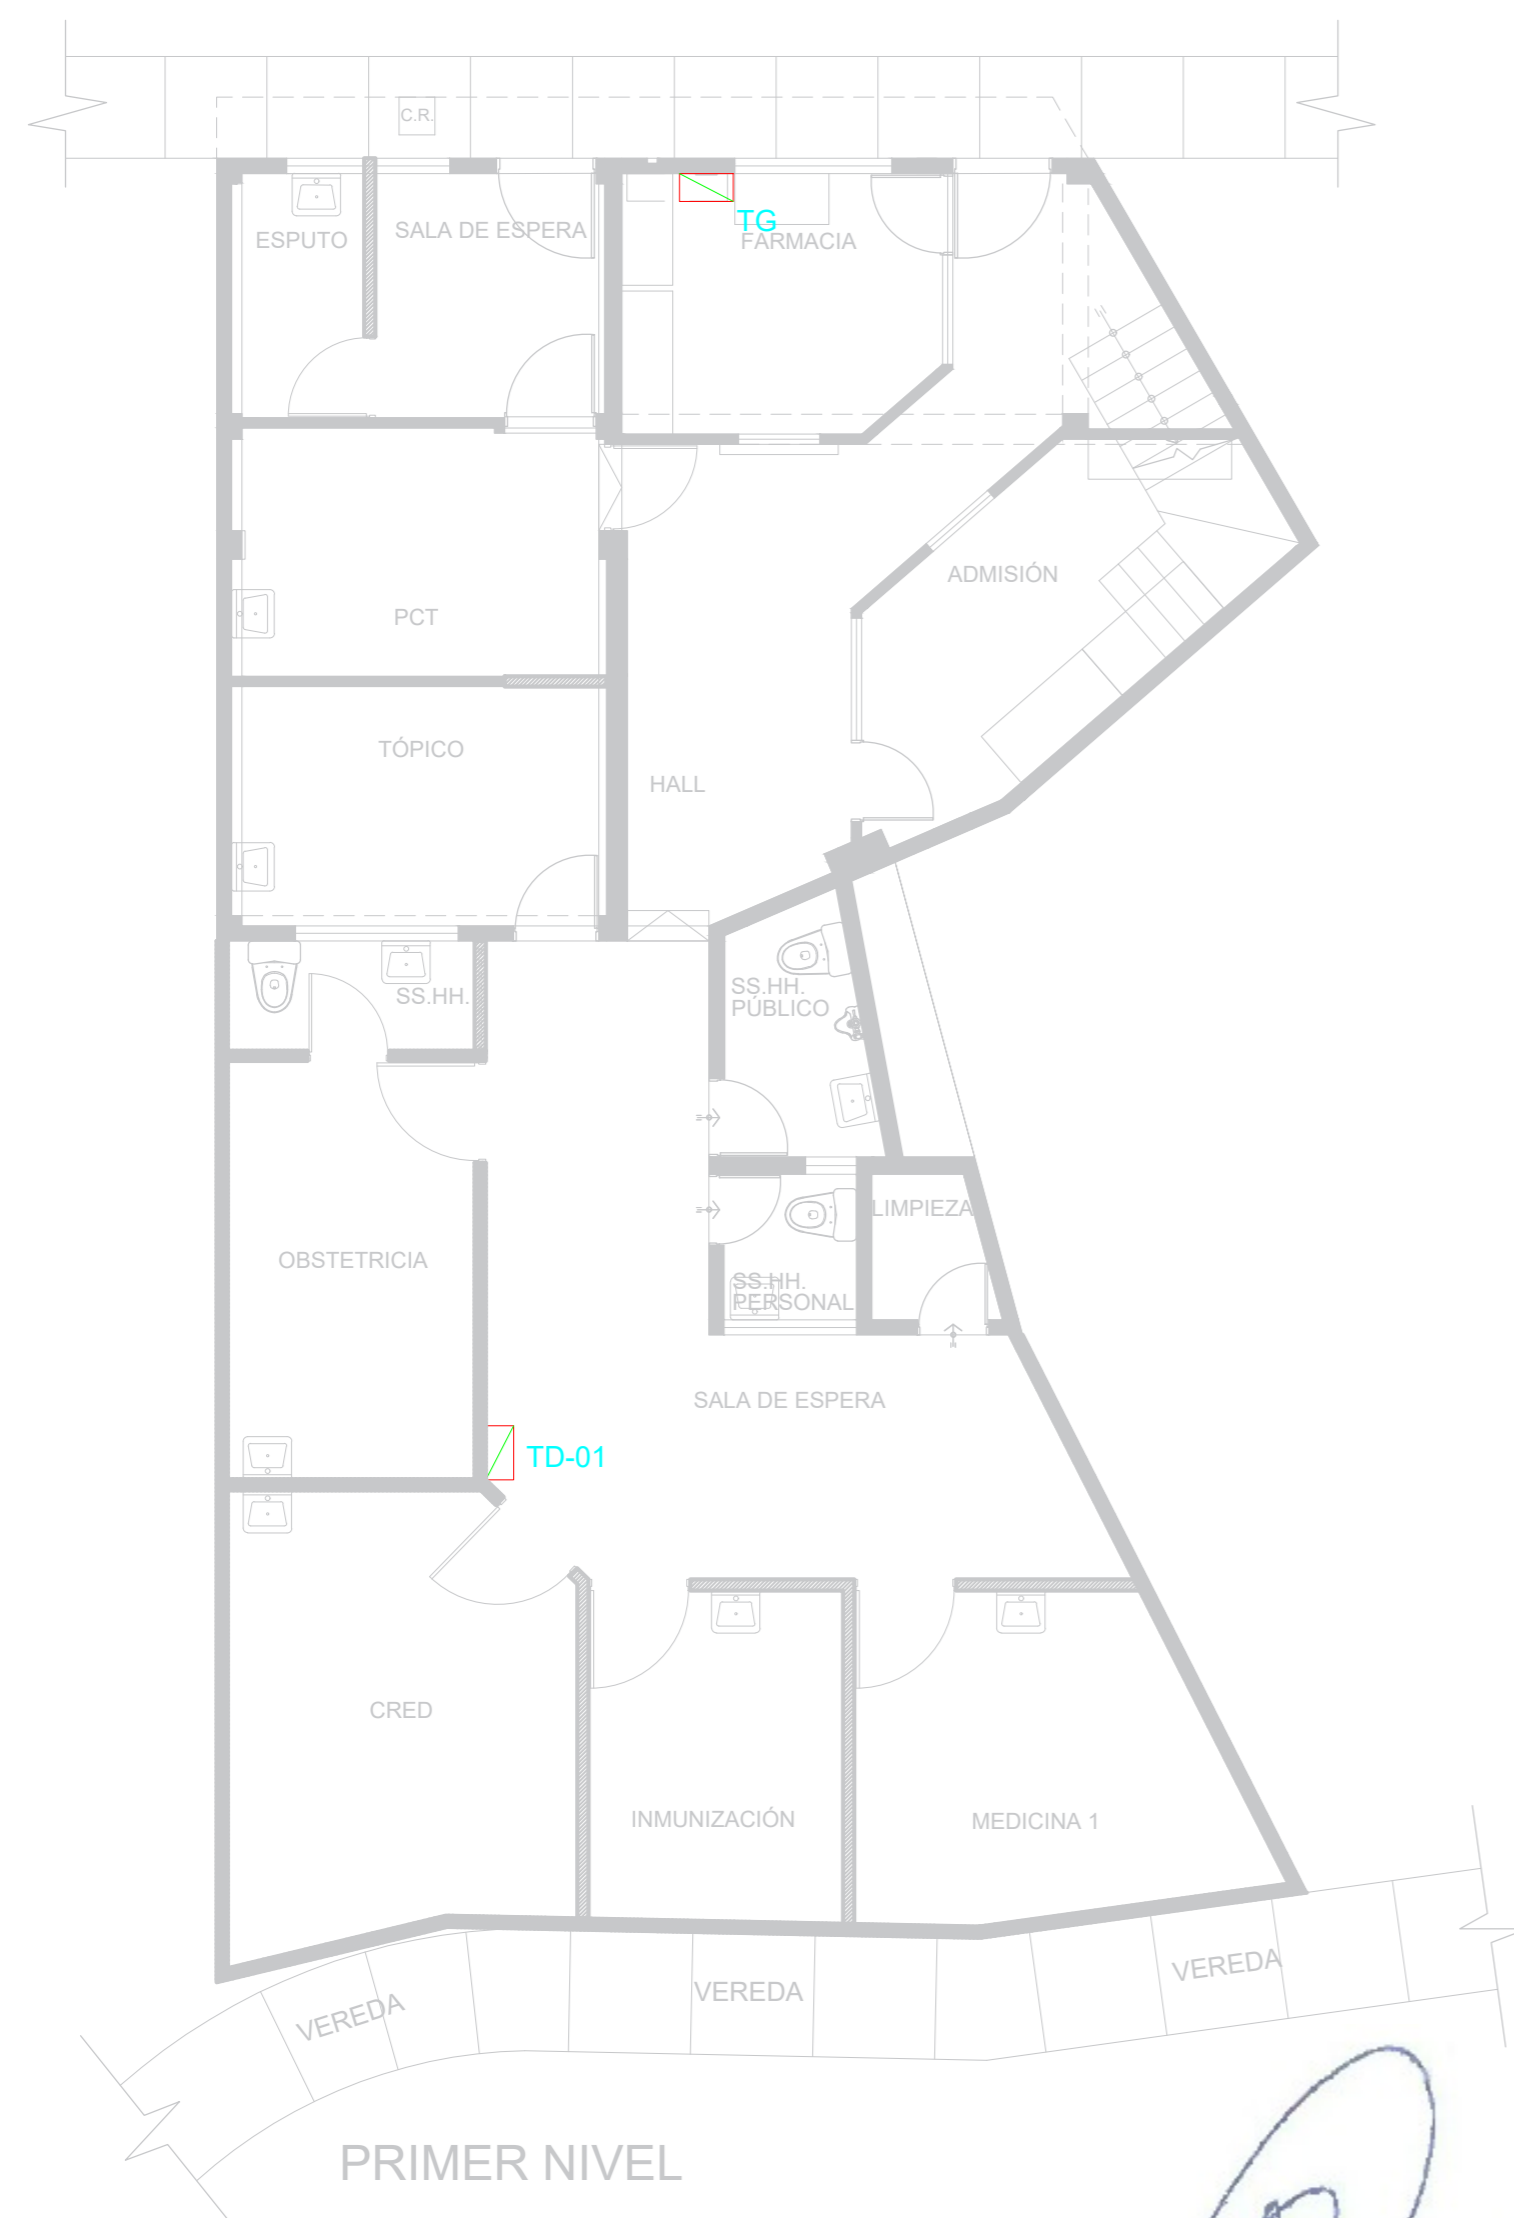 C.R.
ESPUTO
SALA DE ESPERA
TG
FARMACIA
ADMISIÓN
PCT
TÓPICO
HALL
SS.HH.
SS.HH.
PÚBLICO
LIMPIEZA
OBSTETRICIA
SS.HH.
PERSONAL
SALA DE ESPERA
TD-01
CRED
INMUNIZACIÓN
MEDICINA 1
VEREDA
VEREDA
VEREDA
PRIMER NIVEL